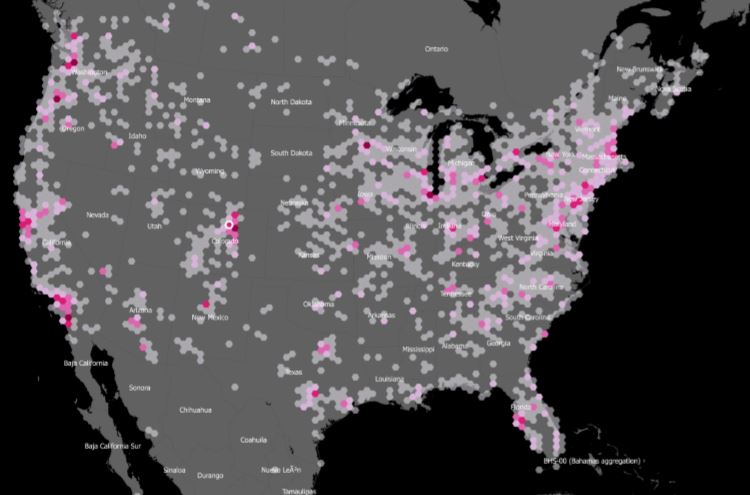 Ontario
New Brunswick
Washington
Nova Scotia
Maine
Montana
North Dakota
Minnesota
Oregon
Vermont
Idaho
South Dakota
Wisconsin
New York
Massachusetts
Michigan
Wyoming
Connecticut
Nebraska
Iowa
Pennsylvania
New Jersey
Nevada
Utah
Illinois
Indiana
Maryland
California
Colorado
West Virginia
Kansas
Missouri
Virginia
Kentucky
North Carolina
Tennessee
Arizona
New Mexico
Oklahoma
Arkansas
South Carolina
Mississippi
Alabama
Georgia
Baja California
Texas
Louisiana
Sonora
Chihuahua
Florida
Baja California Sur
Coahuila
BHS-00 (Bahamas aggregation)
Sinaloa
Durango
Nuevo LeÃ³n
Tamaulipas